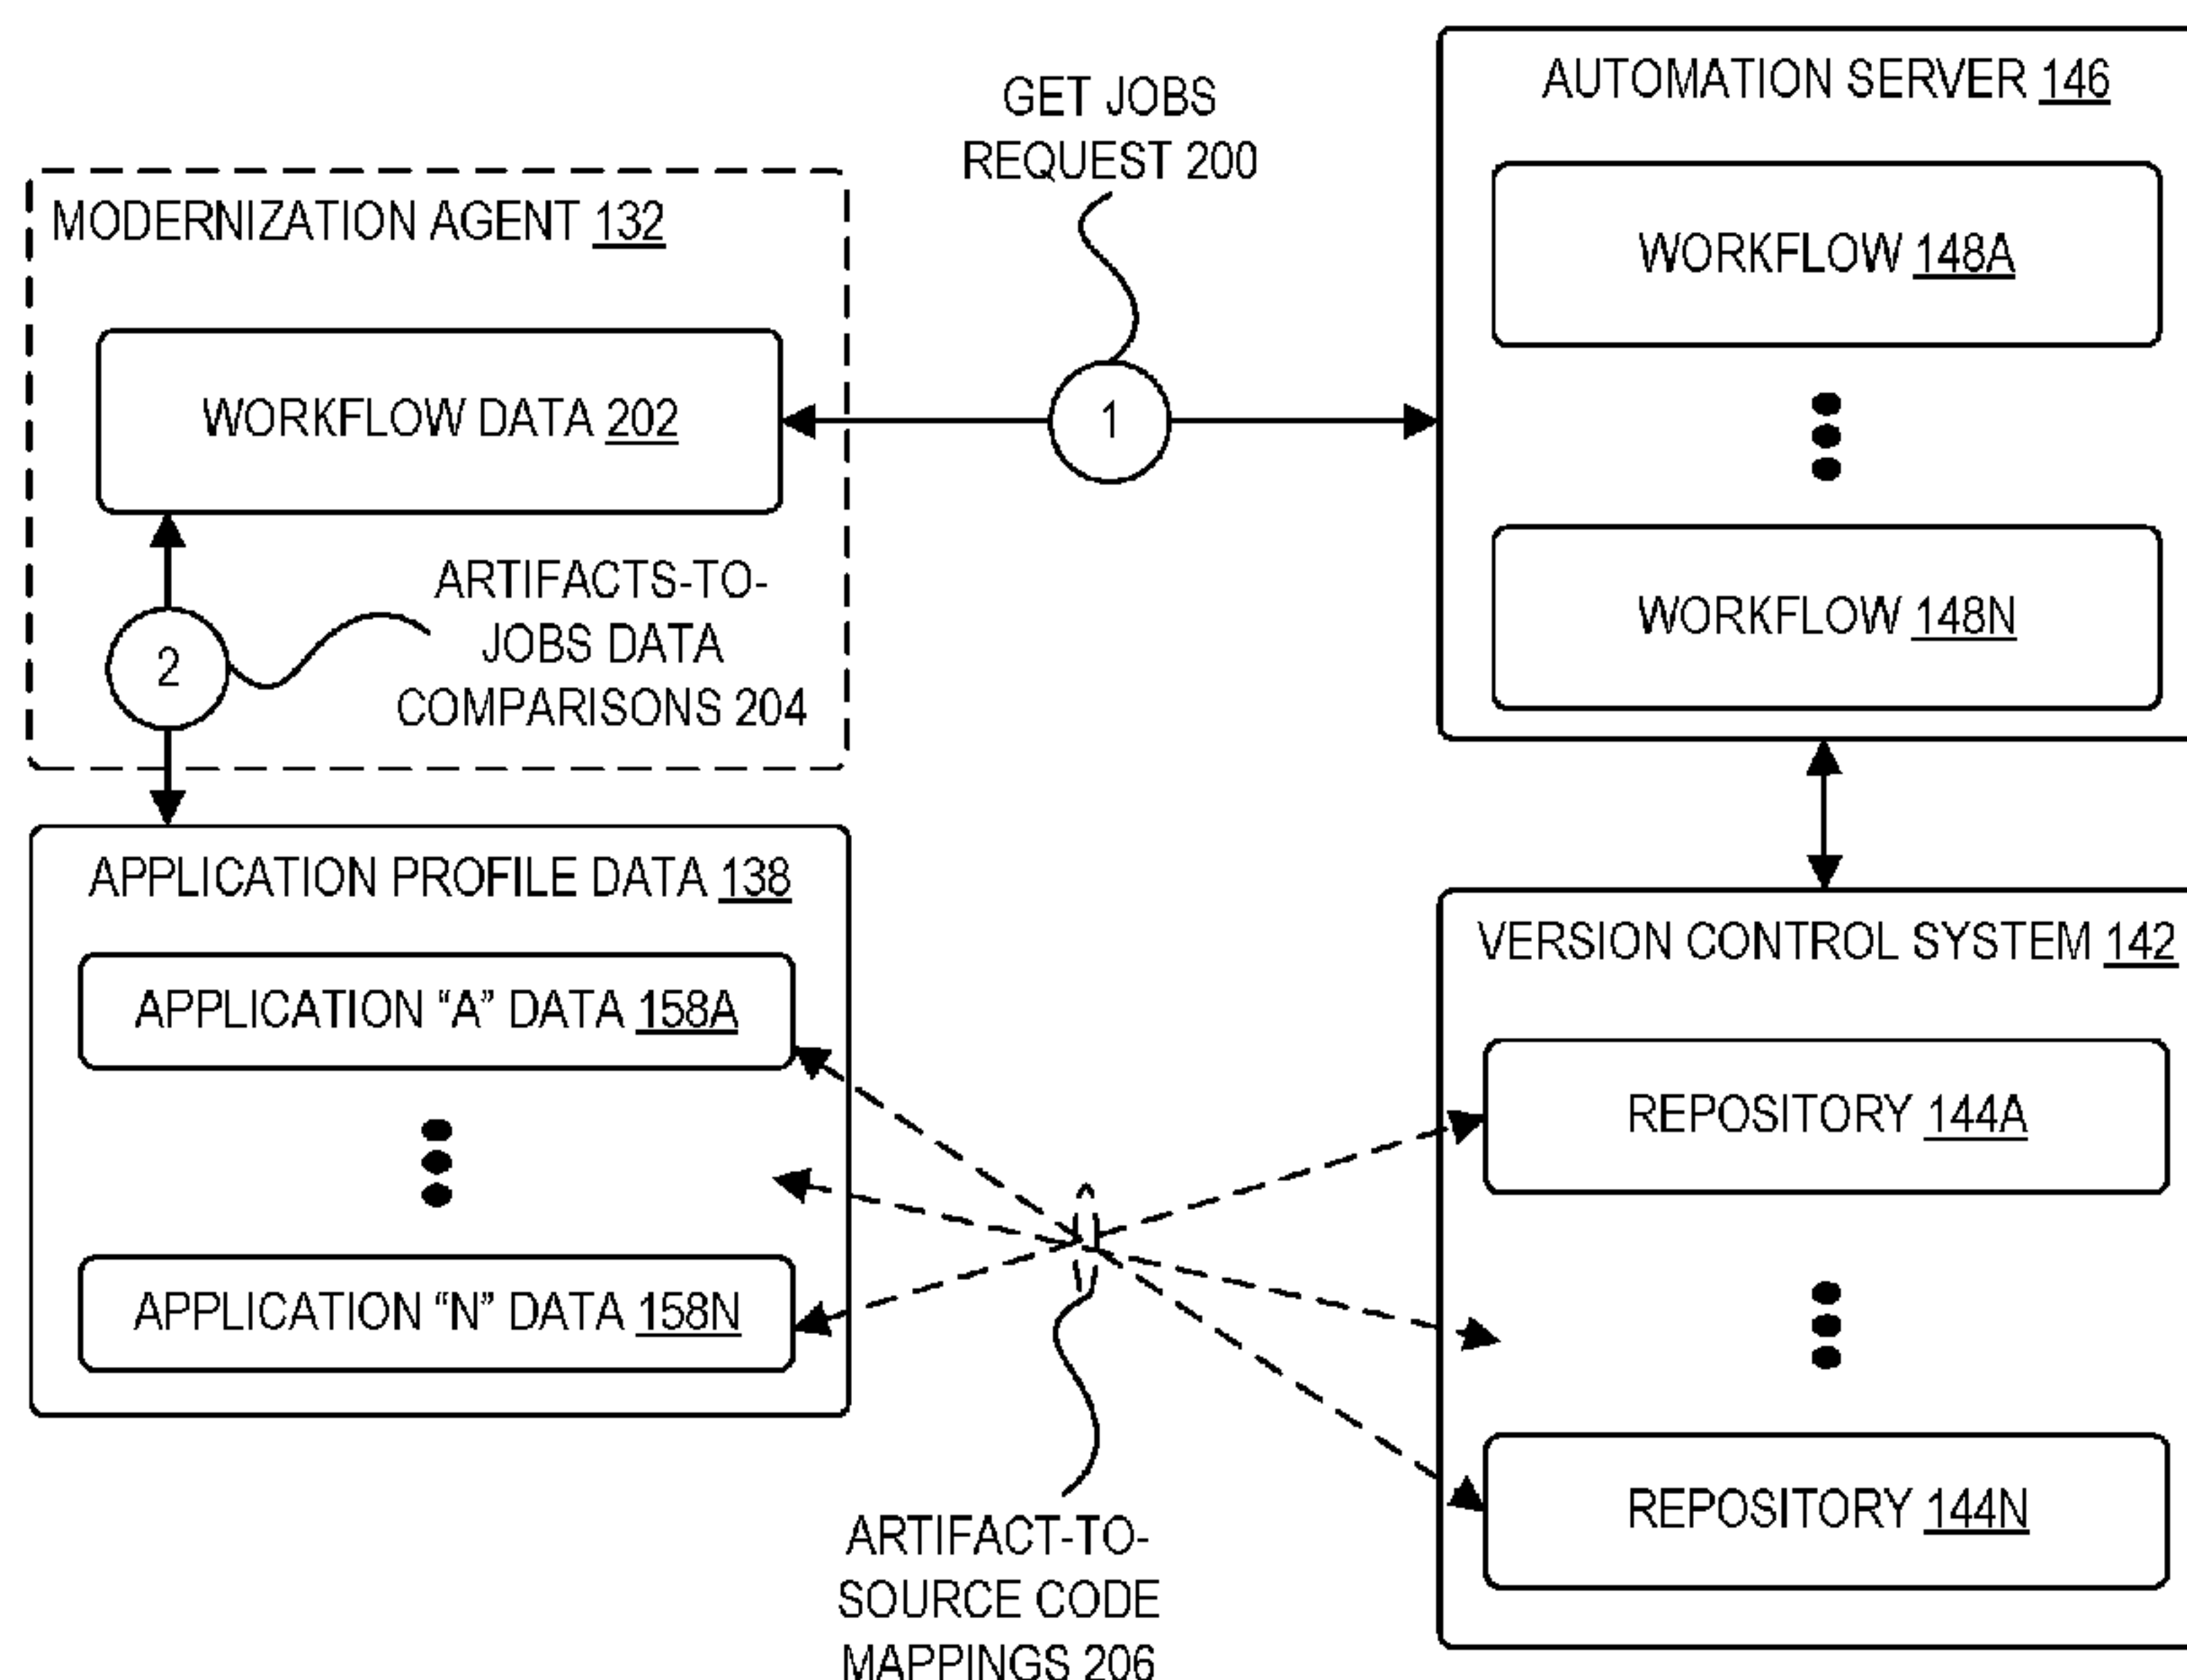 GET JOBS
REQUEST 200
AUTOMATION SERVER 146
WORKFLOW 148A
WORKFLOW 148N
MODERNIZATION AGENT 132
WORKFLOW DATA 202
1
ARTIFACTS-TO-
JOBS DATA
COMPARISONS 204
2
APPLICATION PROFILE DATA 138
APPLICATION “A” DATA 158A
APPLICATION “N” DATA 158N
VERSION CONTROL SYSTEM 142
REPOSITORY 144A
REPOSITORY 144N
ARTIFACT-TO-
SOURCE CODE
MAPPINGS 206